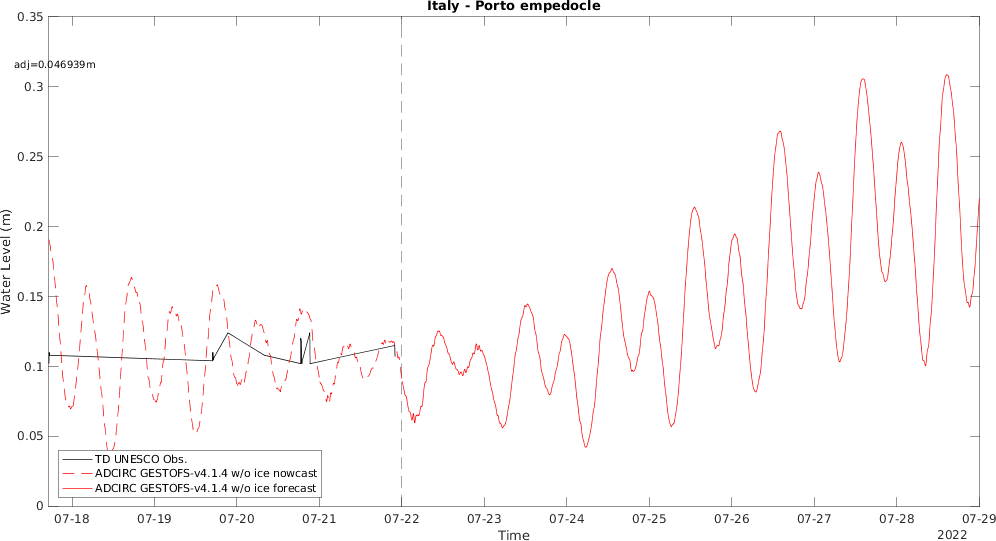 Italy - Porto empedocle
adj=0.046939m
0.35
0.3
0.25
0.2
0.15
0.1
0.05
0
Water Level (m)
TD UNESCO Obs.
ADCIRC GESTOFS-v4.1.4 w/o ice nowcast
ADCIRC GESTOFS-v4.1.4 w/o ice forecast
07-18 07-19 07-20 07-21 07-22 07-23 07-24 07-25 07-26 07-27 07-28 07-29
Time
2022